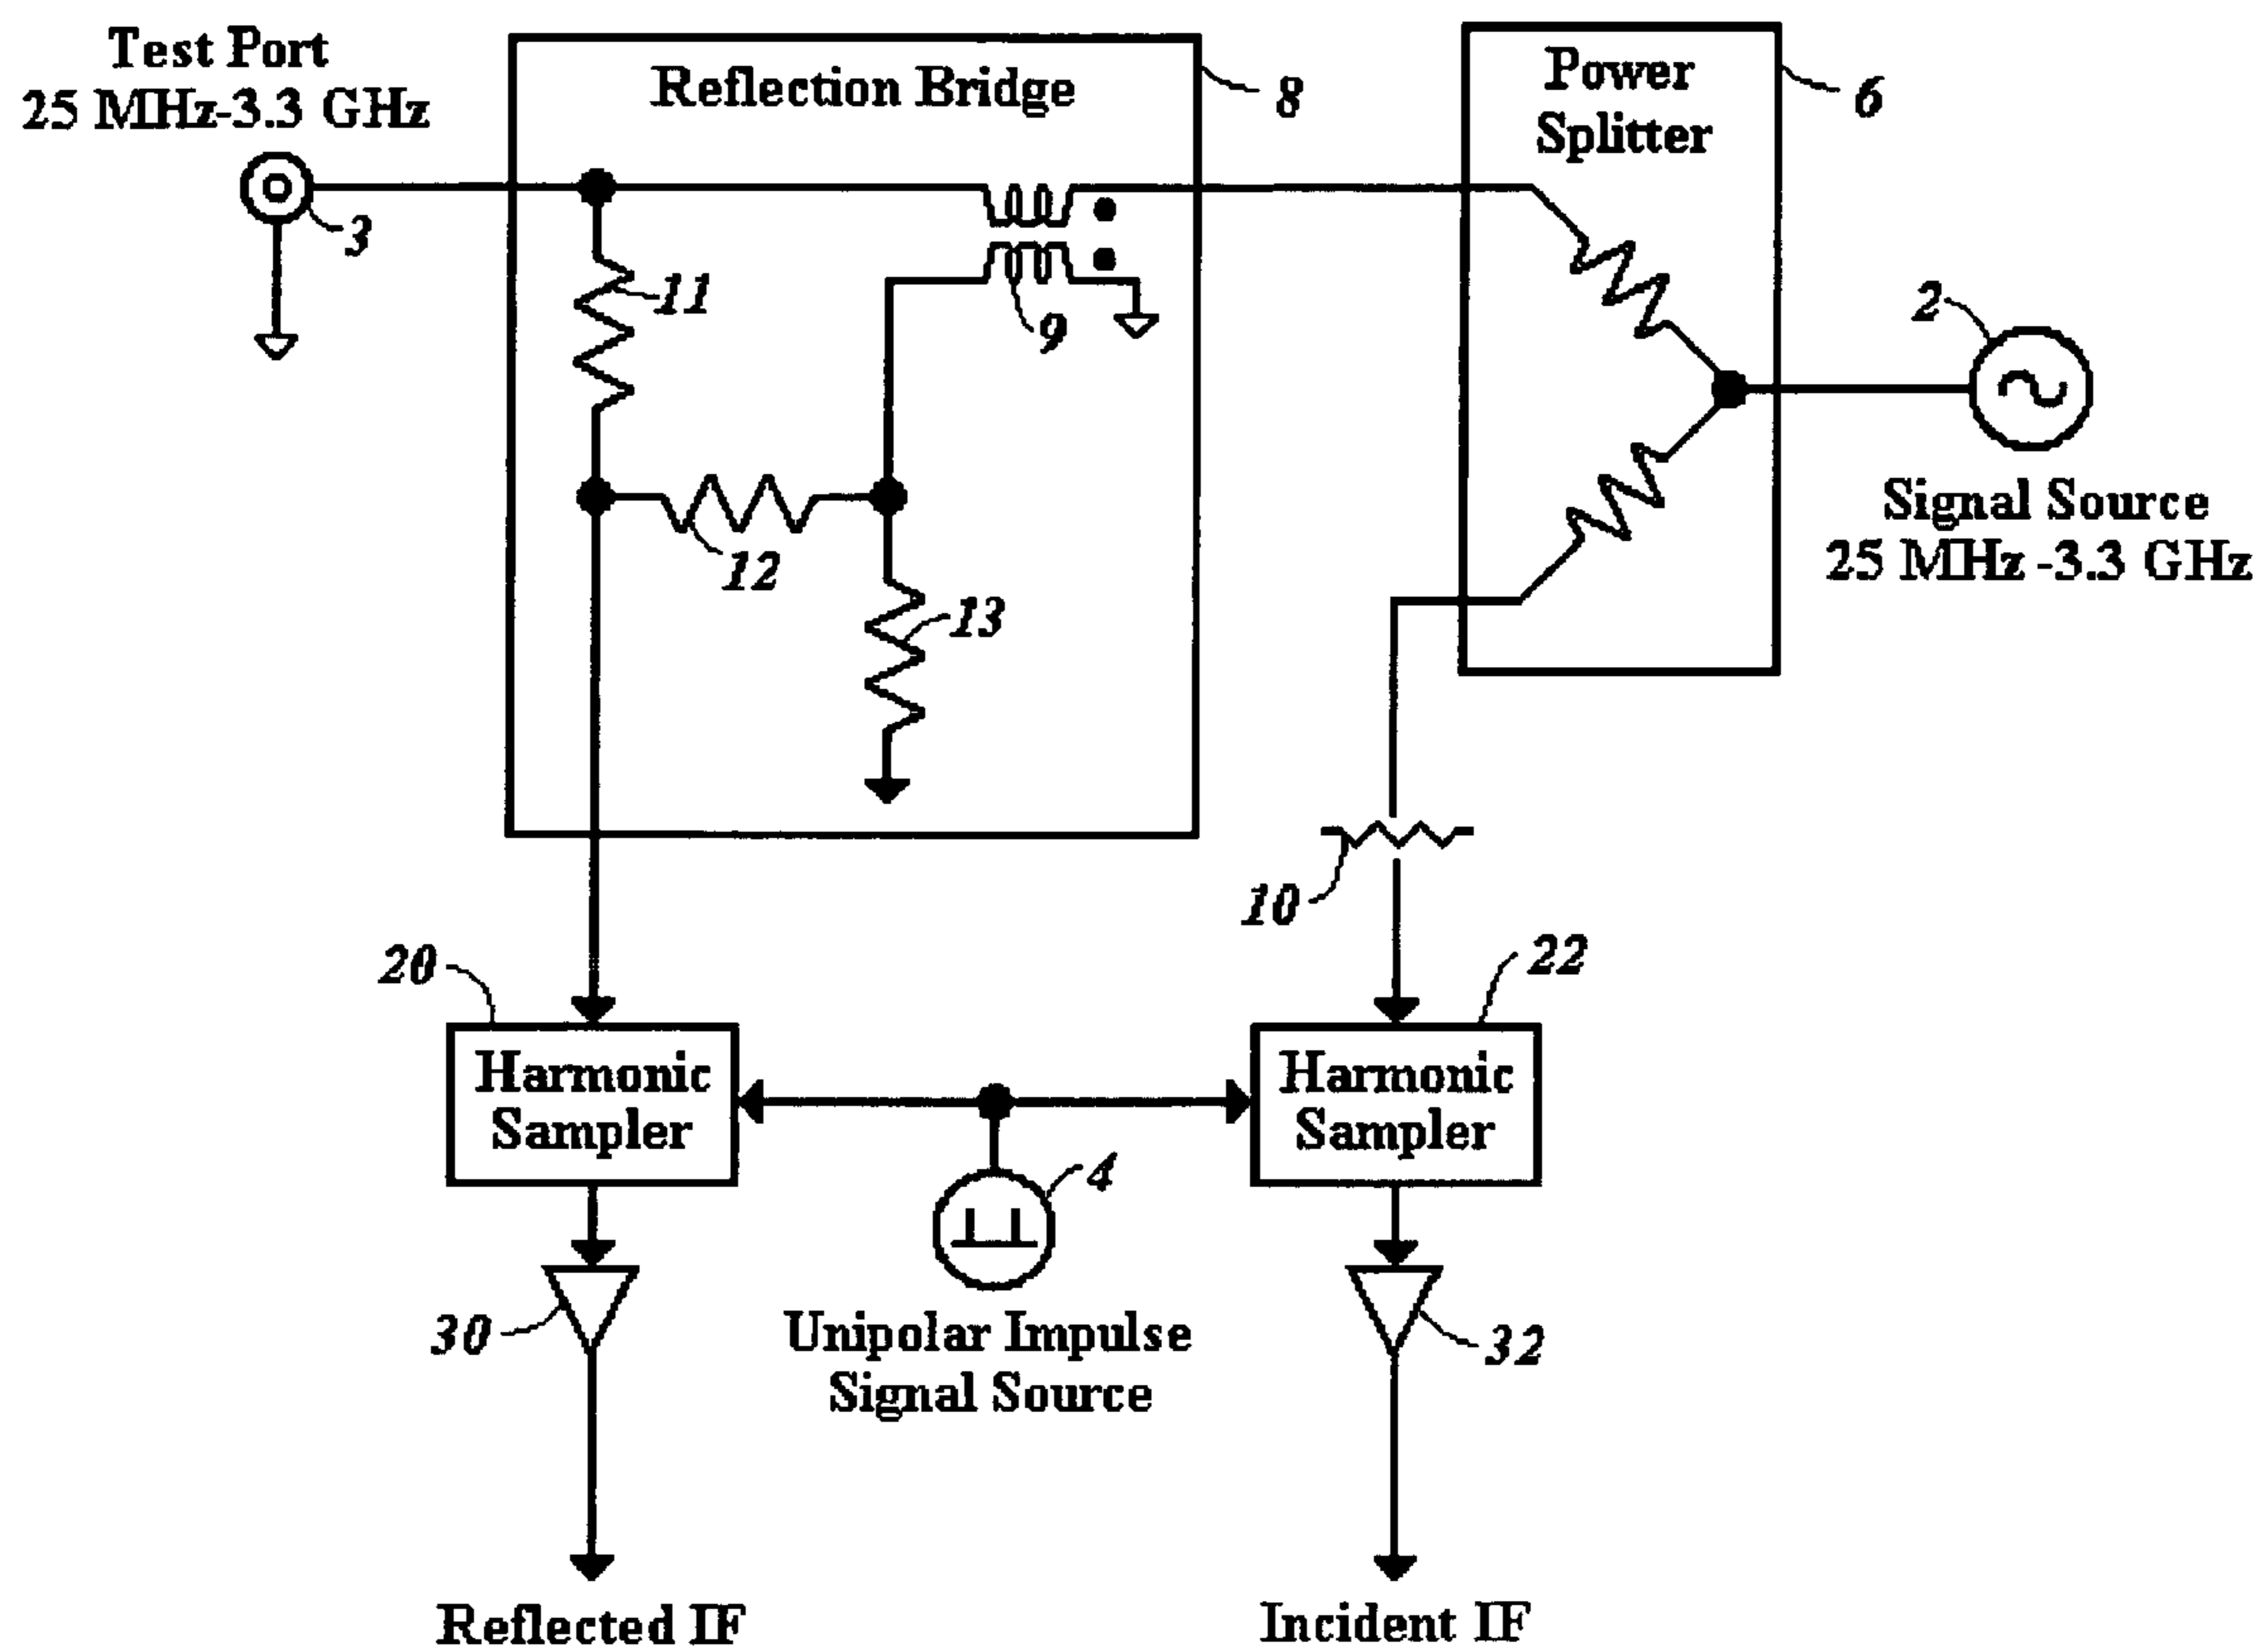 Test Port
25 MHz-3.3 GHz
3
Reflection Bridge
8
Power
Splitter
6
11
9
2
Signal Source
25 MHz -3.3 GHz
12
13
10
20
22
Harmonic
Sampler
Harmonic
Sampler
4
30
Unipolar Impulse
Signal Source
32
Reflected IF
Incident IF